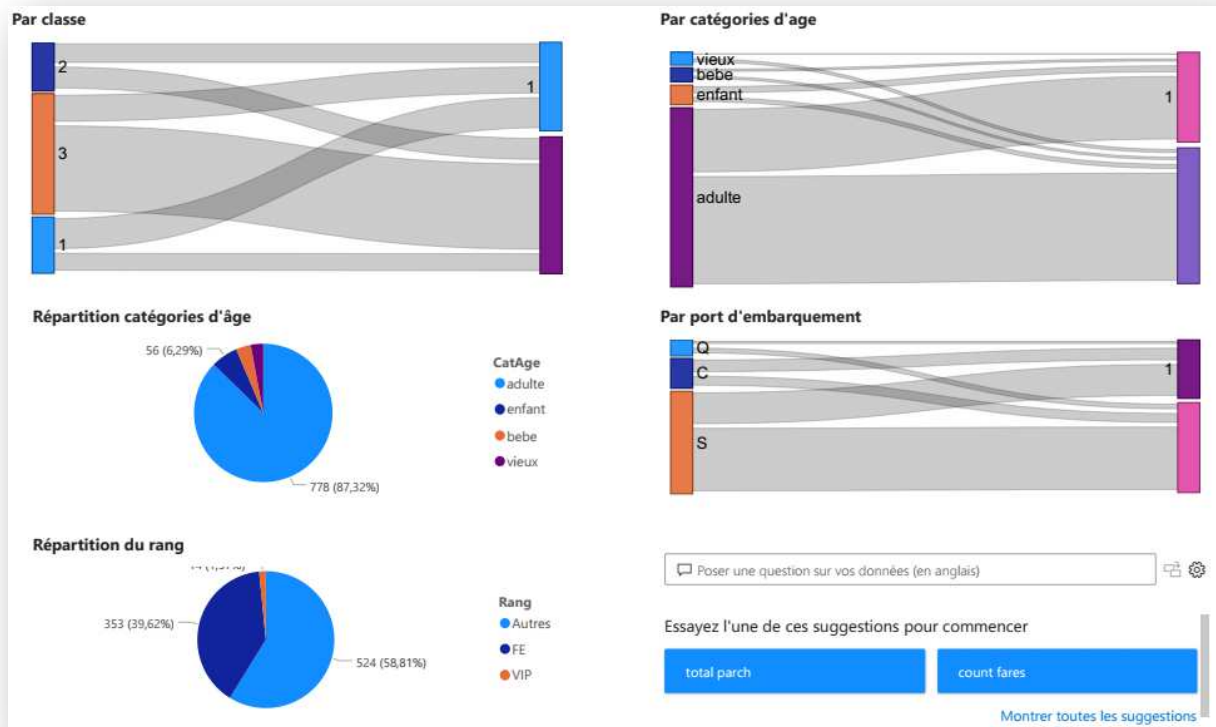 Par classe
2
3
1
1
Par catégories d'age
vieux
bebe
enfant
adulte
1
Répartition catégories d'âge
56 (6,29%)
778 (87,32%)
CatAge
adulte
enfant
bebe
vieux
Par port d'embarquement
Q
C
S
1
Répartition du rang
353 (39,62%)
524 (58,81%)
Rang
Autres
FE
VIP
Poser une question sur vos données (en anglais)
Essayez l'une de ces suggestions pour commencer
total parch
count fares
Montrer toutes les suggestions